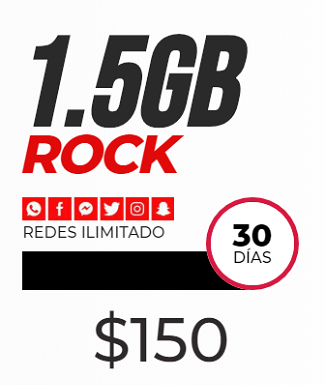 1.5GB
ROCK
REDES ILIMITADO
30
DÍAS
$150